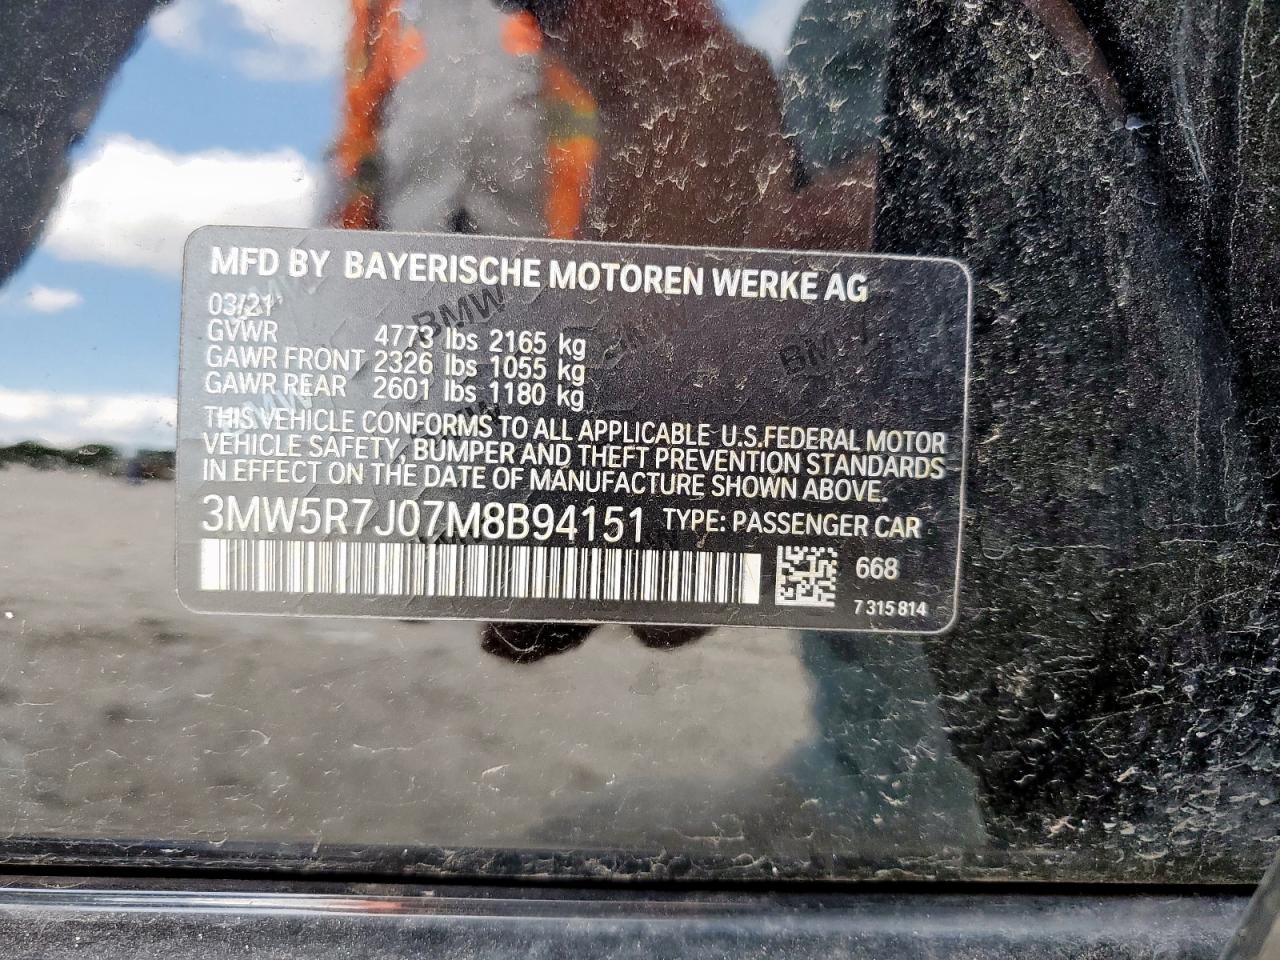 MFD BY BAYERISCHE MOTOREN WERKE AG
03/21
GVWR 4773 lbs 2165 kg
GAWR FRONT 2326 lbs 1055 kg
GAWR REAR 2601 lbs 1180 kg
THIS VEHICLE CONFORMS TO ALL APPLICABLE U.S.FEDERAL MOTOR
VEHICLE SAFETY, BUMPER AND THEFT PREVENTION STANDARDS
IN EFFECT ON THE DATE OF MANUFACTURE SHOWN ABOVE.
3MW5R7J07M8B94151 TYPE: PASSENGER CAR
668
7 315 814
BMW
BMW
BMW